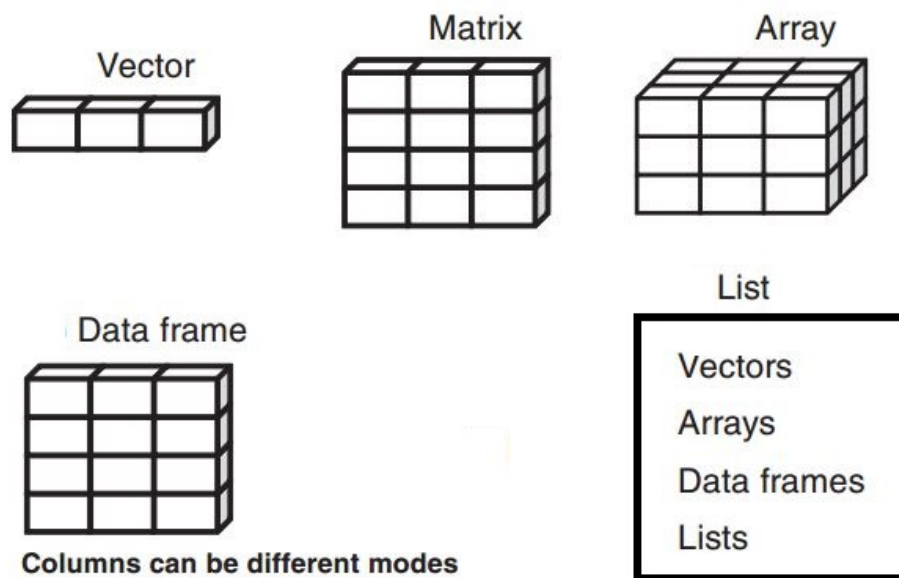 Vector
Matrix
Array
Data frame
Columns can be different modes
List
Vectors
Arrays
Data frames
Lists